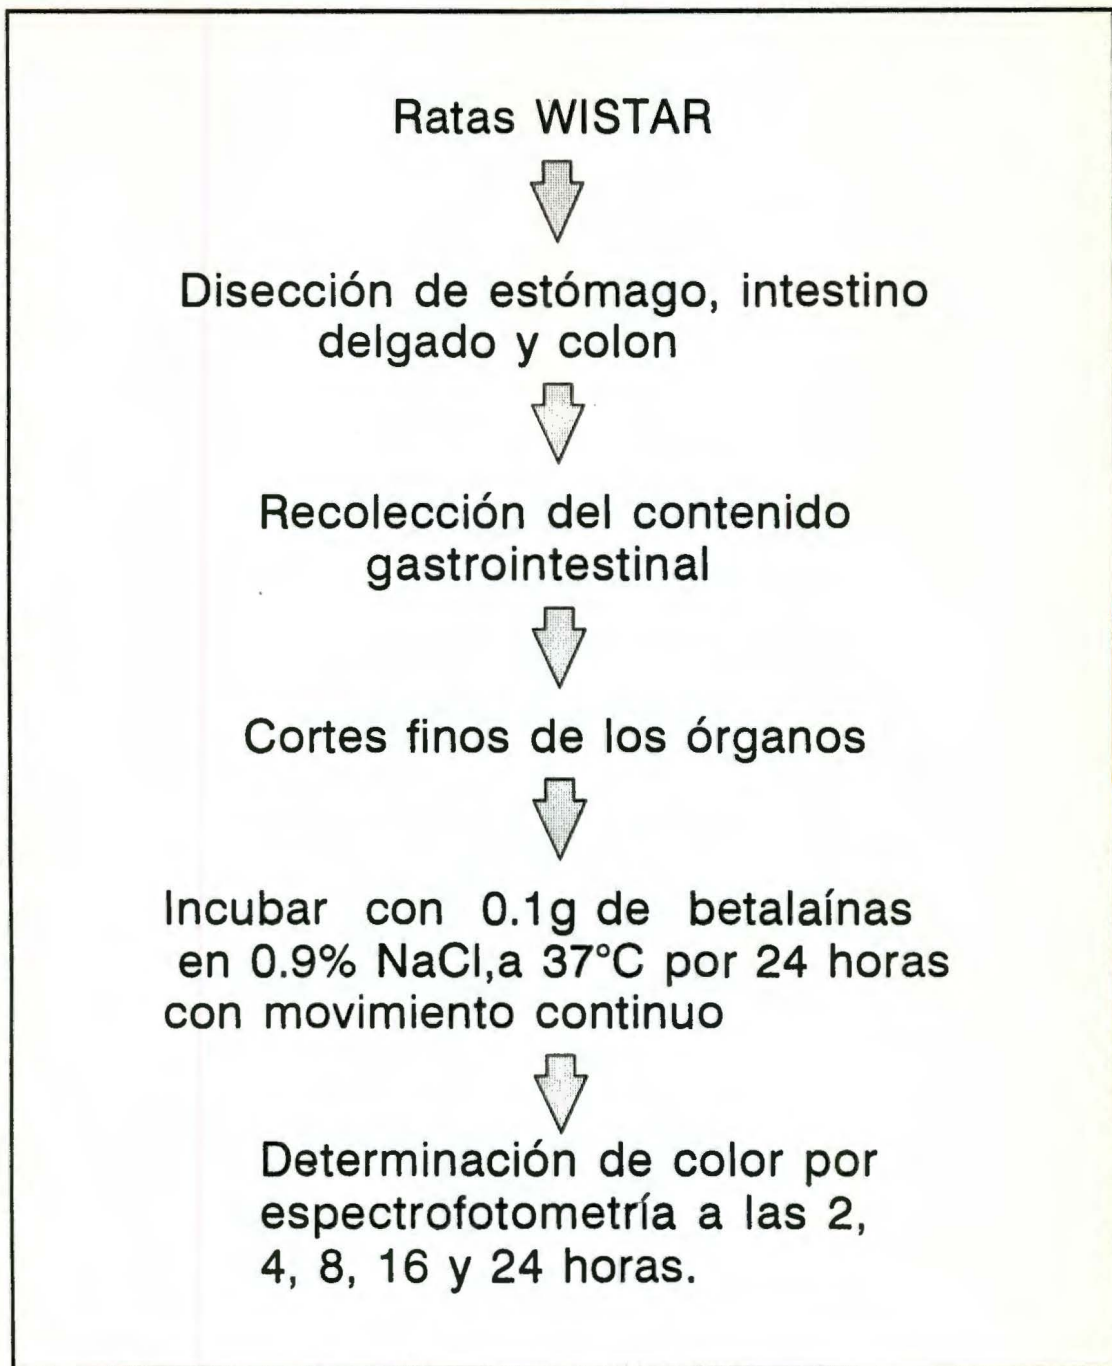 Ratas WISTAR
Disección de estómago, intestino
delgado y colon
Recolección del contenido
gastrointestinal
Cortes finos de los órganos
Incubar con 0.1g de betalaínas
en 0.9% NaCl,a 37°C por 24 horas
con movimiento continuo
Determinación de color por
espectrofotometría a las 2,
4, 8, 16 y 24 horas.